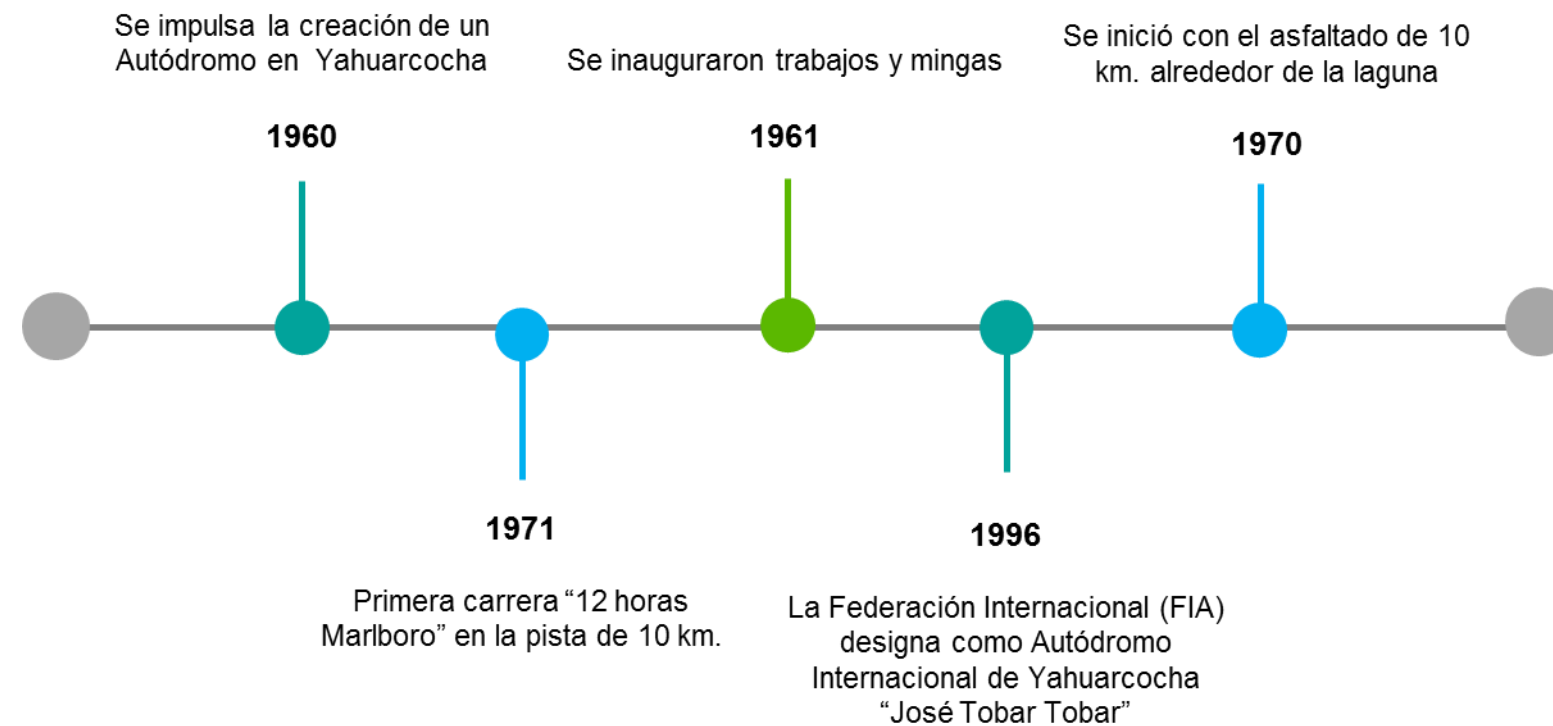 Se impulsa la creación de un
Autódromo en Yahuarcocha
1960
Se inauguraron trabajos y mingas
1961
Se inició con el asfaltado de 10
km. alrededor de la laguna
1970
1971
Primera carrera “12 horas
Marlboro” en la pista de 10 km.
1996
La Federación Internacional (FIA)
designa como Autódromo
Internacional de Yahuarcocha
“José Tobar Tobar”